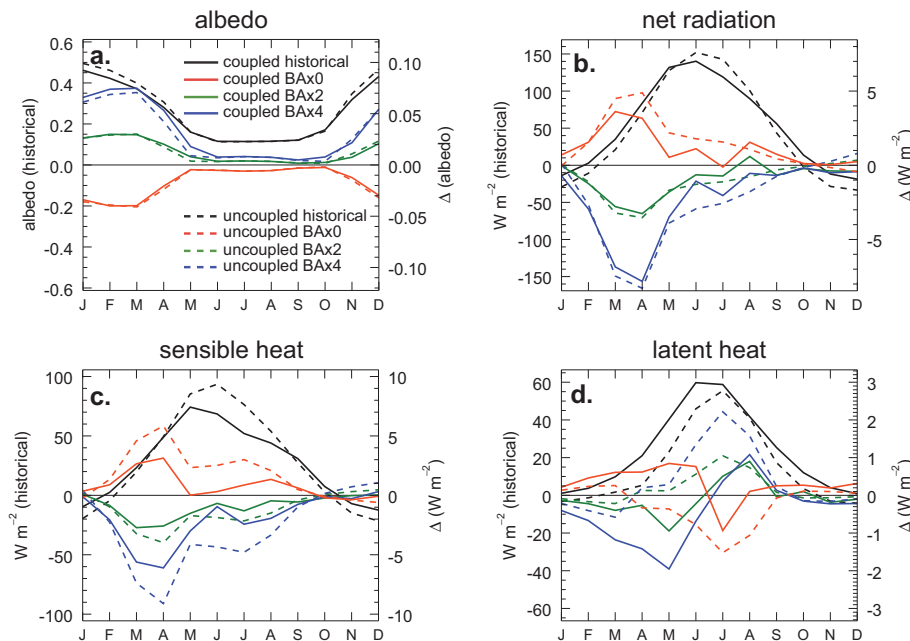 albedo
a.
0.6
0.4
0.2
0.0
-0.2
-0.4
-0.6
albedo (historical)
coupled historical
coupled BAx0
coupled BAx2
coupled BAx4
uncoupled historical
uncoupled BAx0
uncoupled BAx2
uncoupled BAx4
0.10
0.05
0.00
-0.05
-0.10
Δ (albedo)
J F M A M J J A S O N D
net radiation
b.
150
100
50
0
-50
-100
-150
W m⁻² (historical)
5
0
-5
Δ (W m⁻²)
J F M A M J J A S O N D
sensible heat
c.
100
50
0
-50
-100
W m⁻² (historical)
10
5
0
-5
-10
Δ (W m⁻²)
J F M A M J J A S O N D
latent heat
d.
60
40
20
0
-20
-40
-60
W m⁻² (historical)
3
2
1
0
-1
-2
-3
Δ (W m⁻²)
J F M A M J J A S O N D